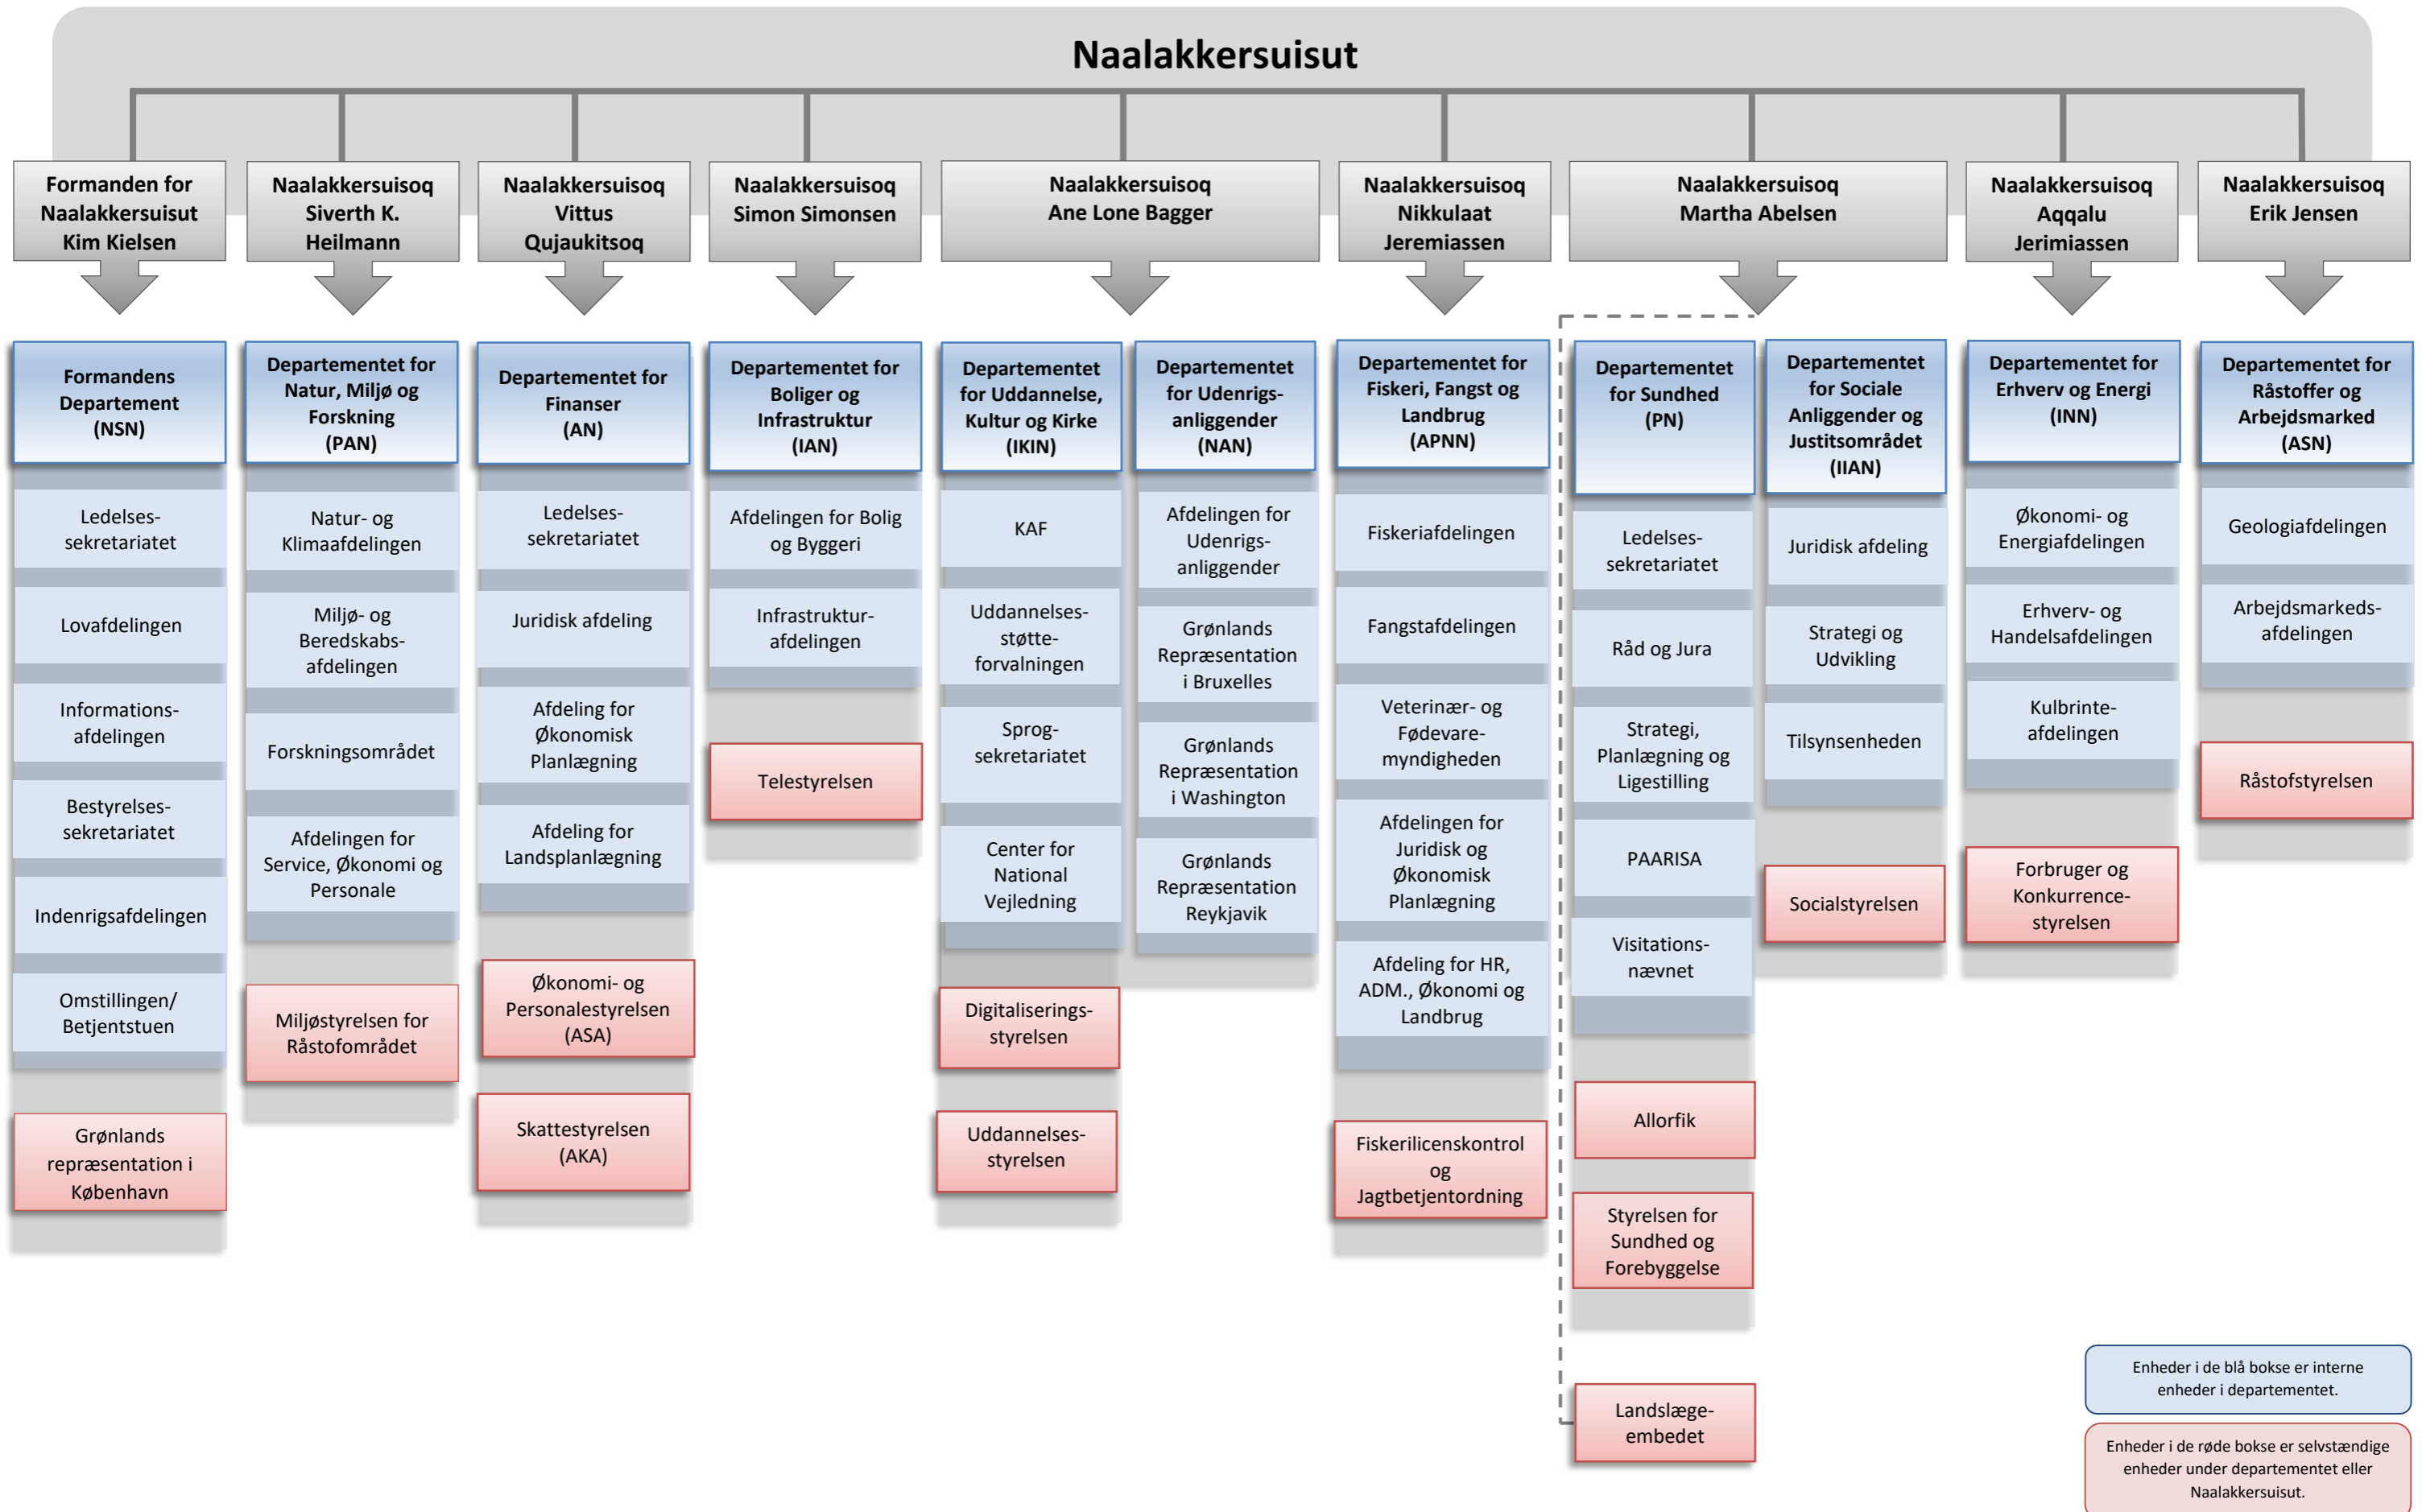 Naalakkersuisut
Formanden for
Naalakkersuisut
Kim Kielsen
Naalakkersuisoq
Siverth K.
Heilmann
Naalakkersuisoq
Vittus
Qujaukitsoq
Naalakkersuisoq
Simon Simonsen
Naalakkersuisoq
Ane Lone Bagger
Naalakkersuisoq
Nikkulaat
Jeremiassen
Naalakkersuisoq
Martha Abelsen
Naalakkersuisoq
Aqqalu
Jerimiassen
Naalakkersuisoq
Erik Jensen
Formandens
Departement
(NSN)
Ledelses-
sekretariatet
Lovafdelingen
Informations-
afdelingen
Bestyrelses-
sekretariatet
Indenrigsafdelingen
Omstillingen/
Betjentstuen
Grønlands
repræsentation i
København
Departementet for
Natur, Miljø og
Forskning
(PAN)
Natur- og
Klimaafdelingen
Miljø- og
Beredskabs-
afdelingen
Forskningsområdet
Afdelingen for
Service, Økonomi og
Personale
Miljøstyrelsen for
Råstofområdet
Departementet for
Finanser
(AN)
Ledelses-
sekretariatet
Juridisk afdeling
Afdeling for
Økonomisk
Planlægning
Afdeling for
Landsplanlægning
Økonomi- og
Personalestyrelsen
(ASA)
Skattestyrelsen
(AKA)
Departementet for
Boliger og
Infrastruktur
(IAN)
Afdelingen for Bolig
og Byggeri
Infrastruktur-
afdelingen
Telestyrelsen
Departementet
for Uddannelse,
Kultur og Kirke
(IKIN)
KAF
Uddannelses-
støtte-
forvalningen
Sprog-
sekretariatet
Center for
National
Vejledning
Digitaliserings-
styrelsen
Uddannelses-
styrelsen
Departementet
for Udenrigs-
anliggender
(NAN)
Afdelingen for
Udenrigs-
anliggender
Grønlands
Repræsentation
i Bruxelles
Grønlands
Repræsentation
i Washington
Grønlands
Repræsentation
Reykjavik
Departementet for
Fiskeri, Fangst og
Landbrug
(APNN)
Fiskeriafdelingen
Fangstafdelingen
Veterinær- og
Fødevare-
myndigheden
Afdelingen for
Juridisk og
Økonomisk
Planlægning
Afdeling for HR,
ADM., Økonomi og
Landbrug
Fiskerilicenskontrol
og
Jagtbetjentordning
Departementet
for Sundhed
(PN)
Ledelses-
sekretariatet
Råd og Jura
Strategi,
Planlægning og
Ligestilling
PAARISA
Visitations-
nævnet
Allorfik
Styrelsen for
Sundhed og
Forebyggelse
Landslæge-
embedet
Departementet
for Sociale
Anliggender og
Justitsområdet
(IIAN)
Juridisk afdeling
Strategi og
Udvikling
Tilsynsenheden
Socialstyrelsen
Departementet for
Erhverv og Energi
(INN)
Økonomi- og
Energiafdelingen
Erhverv- og
Handelsafdelingen
Kulbrinte-
afdelingen
Forbruger og
Konkurrence-
styrelsen
Departementet for
Råstoffer og
Arbejdsmarked
(ASN)
Geologiafdelingen
Arbejdsmarkeds-
afdelingen
Råstofstyrelsen
Enheder i de blå bokse er interne
enheder i departementet.
Enheder i de røde bokse er selvstændige
enheder under departementet eller
Naalakkersuisut.